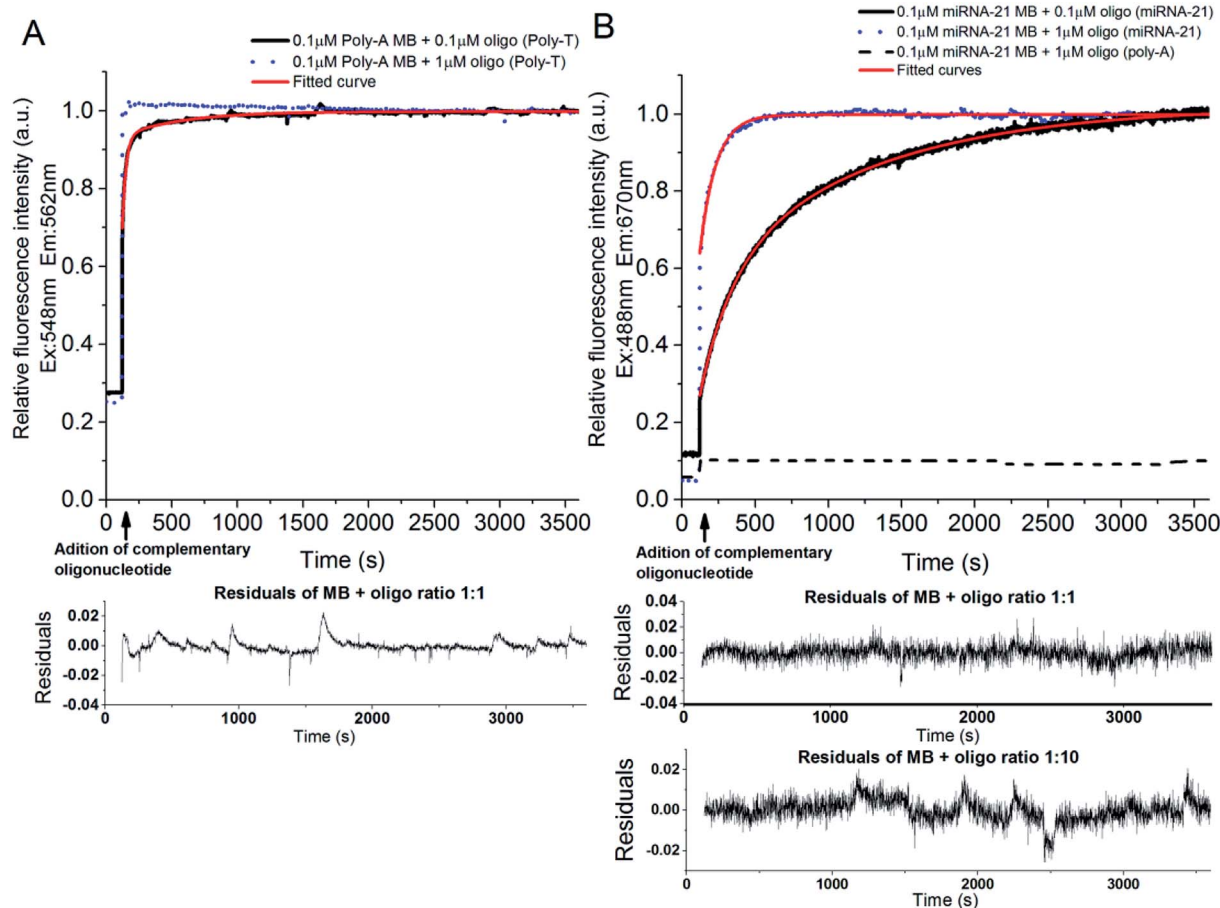 A
0.1μM Poly-A MB + 0.1μM oligo (Poly-T)
0.1μM Poly-A MB + 1μM oligo (Poly-T)
Fitted curve
Relative fluorescence intensity (a.u.)
Ex:548nm Em:562nm
1.0
0.8
0.6
0.4
0.2
0.0
0 500 1000 1500 2000 2500 3000 3500
Adition of complementary
oligonucleotide
Time (s)
Residuals of MB + oligo ratio 1:1
Residuals
0.02
0.00
-0.02
-0.04
0 1000 2000 3000
Time (s)
B
0.1μM miRNA-21 MB + 0.1μM oligo (miRNA-21)
0.1μM miRNA-21 MB + 1μM oligo (miRNA-21)
0.1μM miRNA-21 MB + 1μM oligo (poly-A)
Fitted curves
Relative fluorescence intensity (a.u.)
Ex:488nm Em:670nm
1.0
0.8
0.6
0.4
0.2
0.0
0 500 1000 1500 2000 2500 3000 3500
Adition of complementary
oligonucleotide
Time (s)
Residuals of MB + oligo ratio 1:1
Residuals
0.04
0.02
0.00
-0.02
-0.04
0 1000 2000 3000
Time (s)
Residuals of MB + oligo ratio 1:10
Residuals
0.02
0.00
-0.02
0 1000 2000 3000
Time (s)